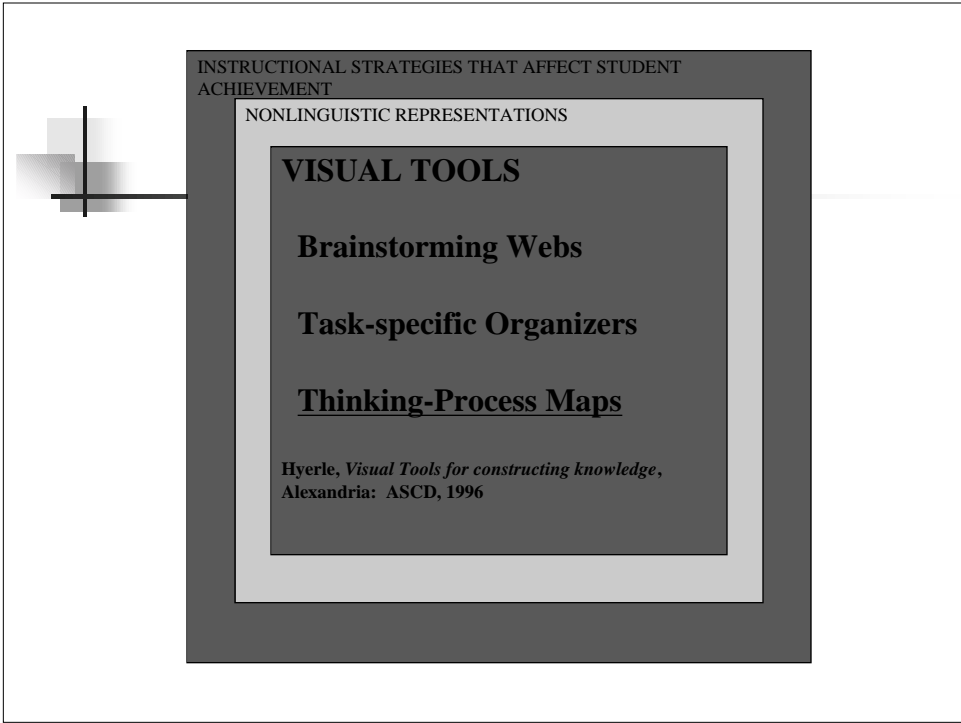 INSTRUCTIONAL STRATEGIES THAT AFFECT STUDENT
ACHIEVEMENT
NONLINGUISTIC REPRESENTATIONS
VISUAL TOOLS
Brainstorming Webs
Task-specific Organizers
Thinking-Process Maps
Hyerle, Visual Tools for constructing knowledge,
Alexandria:  ASCD, 1996